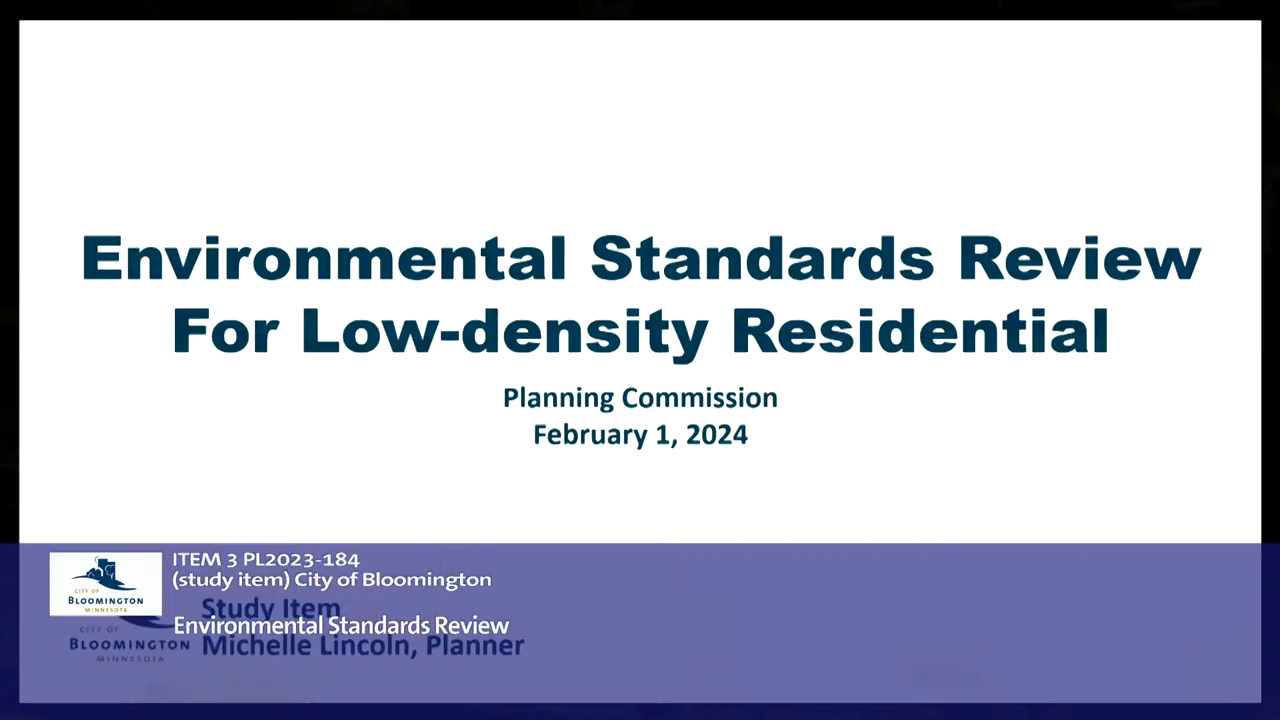 Environmental Standards Review
For Low-density Residential
Planning Commission
February 1, 2024
ITEM 3 PL2023-184
(study item) City of Bloomington
CITY OF
BLOOMINGTON
MINNESOTA
Study Item
Environmental Standards Review
CITY OF
BLOOMINGTON
MINNESOTA
Michelle Lincoln, Planner